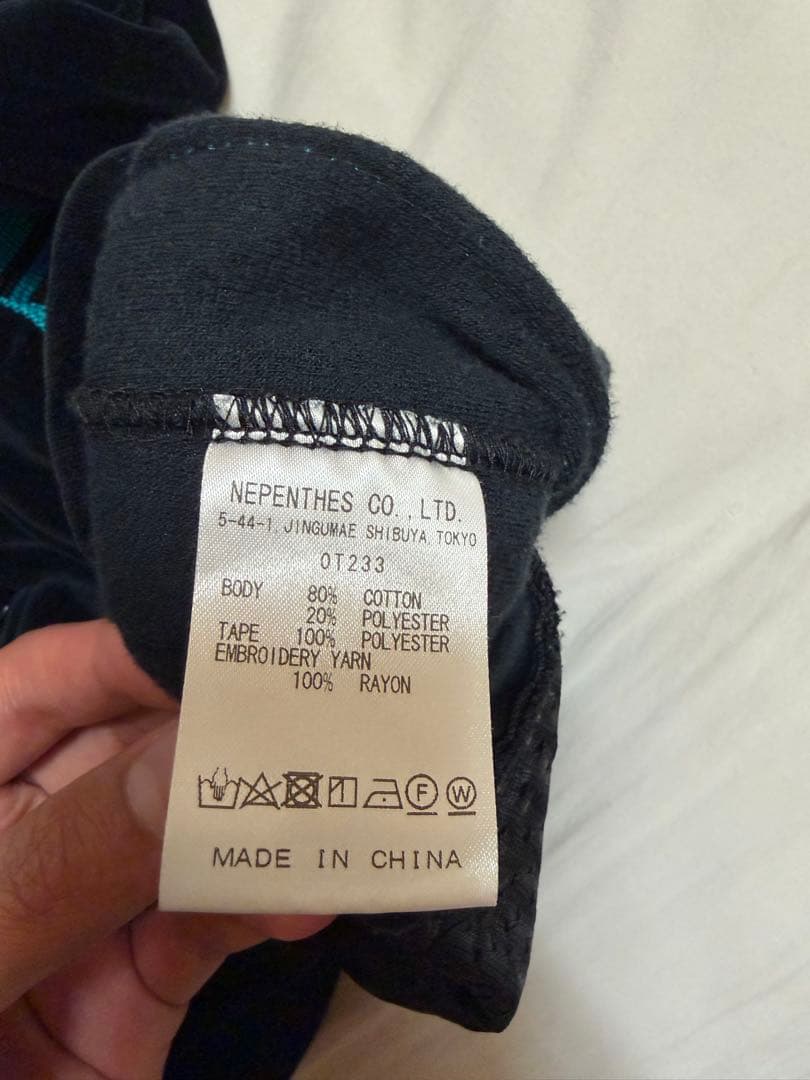 NEPENTHES CO.,LTD.
5-44-1, JINGUMAE SHIBUYA TOKYO
OT233
BODY 80% COTTON
20% POLYESTER
TAPE 100% POLYESTER
EMBROIDERY YARN
100% RAYON
F W
MADE IN CHINA